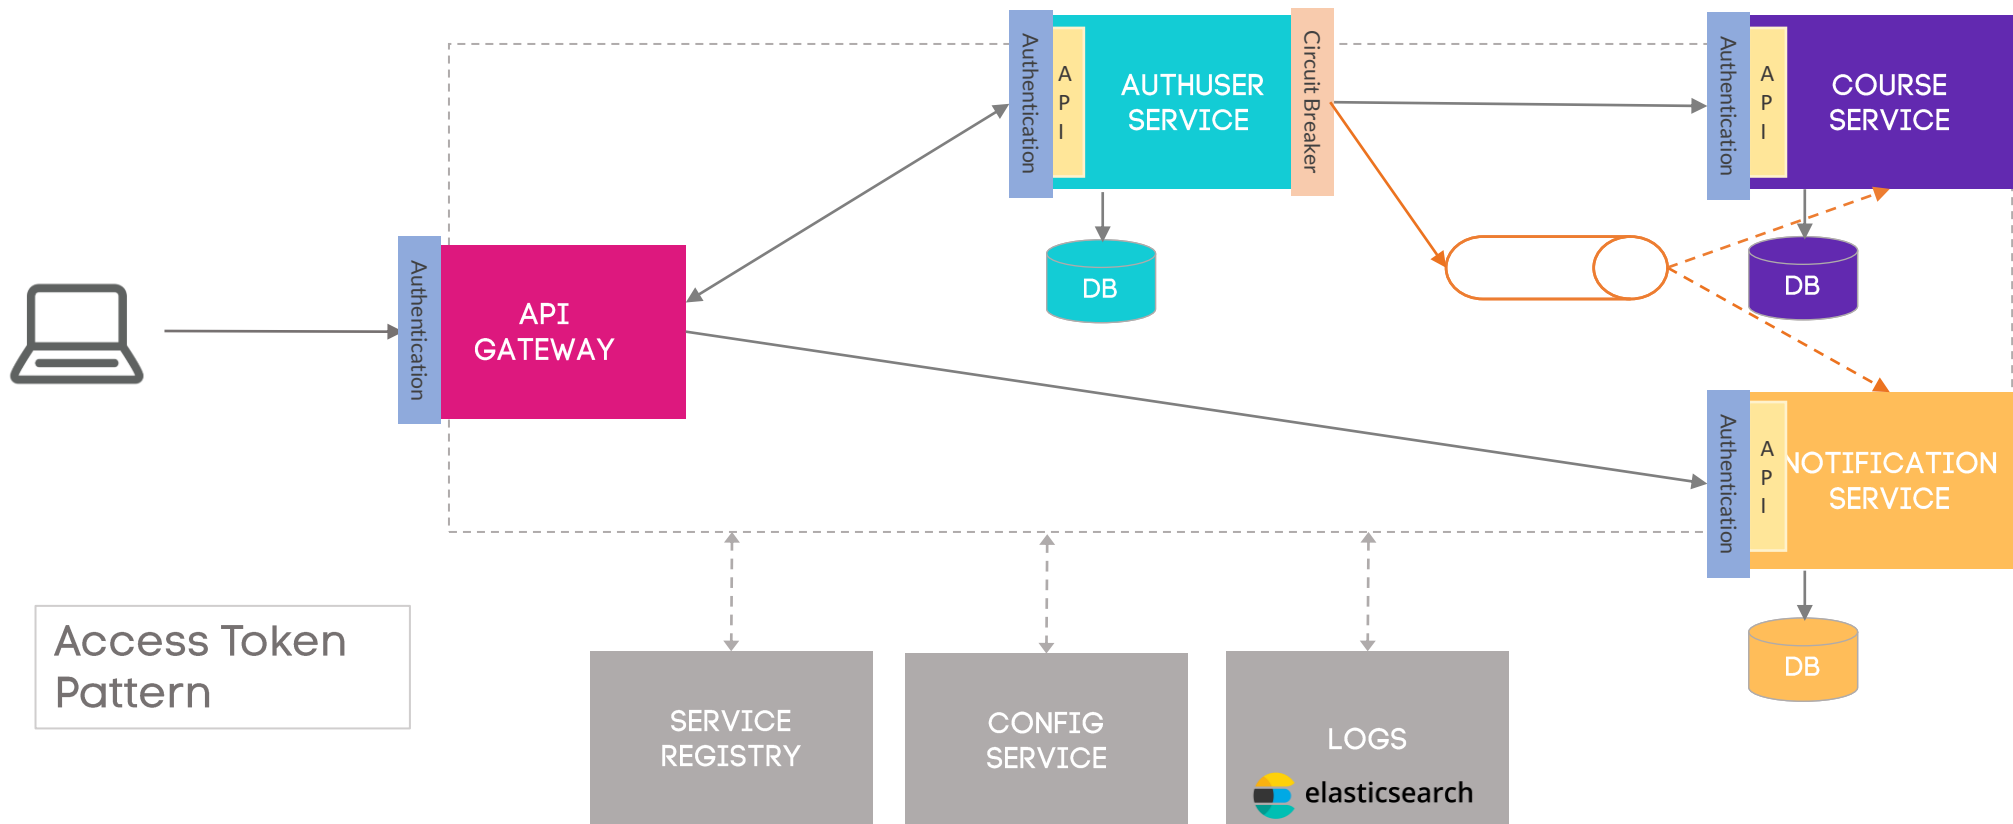 Authentication
A
P
I
AUTHUSER
SERVICE
Circuit Breaker
Authentication
A
P
I
COURSE
SERVICE
DB
DB
Authentication
API
GATEWAY
Authentication
A
P
I
NOTIFICATION
SERVICE
DB
Access Token
Pattern
SERVICE
REGISTRY
CONFIG
SERVICE
LOGS
elasticsearch